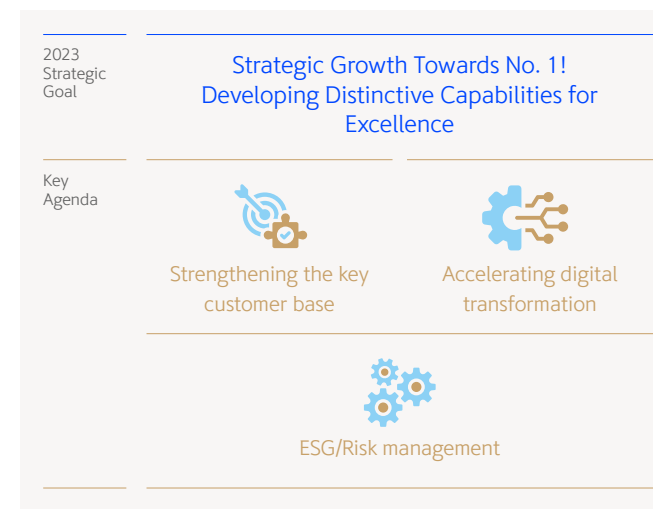 2023
Strategic
Goal
Strategic Growth Towards No. 1!
Developing Distinctive Capabilities for
Excellence
Key
Agenda
Strengthening the key
customer base
Accelerating digital
transformation
ESG/Risk management